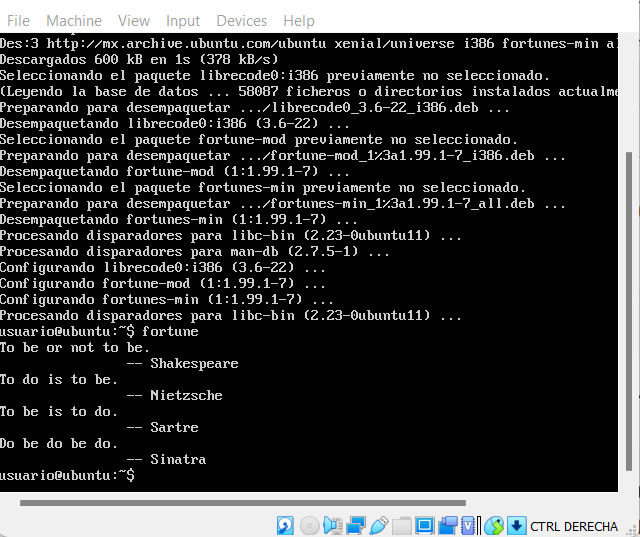 File Machine View Input Devices Help
Des:3 http://mx.archive.ubuntu.com/ubuntu xenial/universe i386 fortunes-min al
Descargados 600 kB en 1s (378 kB/s)
Seleccionando el paquete librecode0:i386 previamente no seleccionado.
(Leyendo la base de datos ... 58087 ficheros o directorios instalados actualme
Preparando para desempaquetar .../librecode0_3.6-22_i386.deb ...
Desempaquetando librecode0:i386 (3.6-22) ...
Seleccionando el paquete fortune-mod previamente no seleccionado.
Preparando para desempaquetar .../fortune-mod_1%3a1.99.1-7_i386.deb ...
Desempaquetando fortune-mod (1:1.99.1-7) ...
Seleccionando el paquete fortunes-min previamente no seleccionado.
Preparando para desempaquetar .../fortunes-min_1%3a1.99.1-7_all.deb ...
Desempaquetando fortunes-min (1:1.99.1-7) ...
Procesando disparadores para libc-bin (2.23-0ubuntu11) ...
Procesando disparadores para man-db (2.7.5-1) ...
Configurando librecode0:i386 (3.6-22) ...
Configurando fortune-mod (1:1.99.1-7) ...
Configurando fortunes-min (1:1.99.1-7) ...
Procesando disparadores para libc-bin (2.23-0ubuntu11) ...
usuario@ubuntu:~$ fortune
To be or not to be.
-- Shakespeare
To do is to be.
-- Nietzsche
To be is to do.
-- Sartre
Do be do be do.
-- Sinatra
usuario@ubuntu:~$
CTRL DERECHA